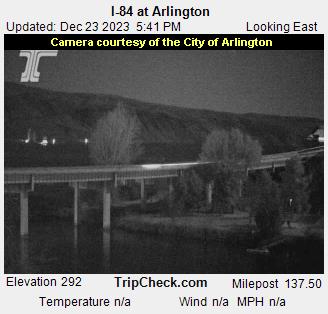 I-84 at Arlington
Updated: Dec 23 2023 5:41 PM Looking East
Camera courtesy of the City of Arlington
Elevation 292 TripCheck.com Milepost 137.50
Temperature n/a Wind n/a MPH n/a